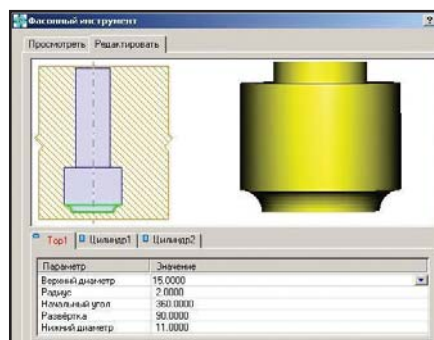 Фасонный инструмент ?
Просмотреть Редактировать
Тор1 Цилиндр1 Цилиндр2
Параметр Значение
Верхний диаметр 15.0000
Радиус 2.0000
Начальный угол 360.0000
Развёртка 90.0000
Нижний диаметр 11.0000